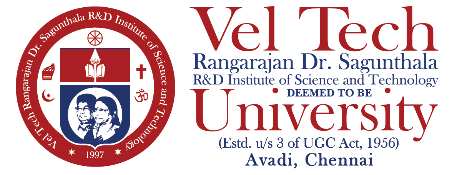 Vel Tech Rangarajan Dr. Sagunthala R&D Institute of Science and Technology
1997
Vel Tech
Rangarajan Dr. Sagunthala
R&D Institute of Science and Technology
DEEMED TO BE
University
(Estd. u/s 3 of UGC Act, 1956)
Avadi, Chennai